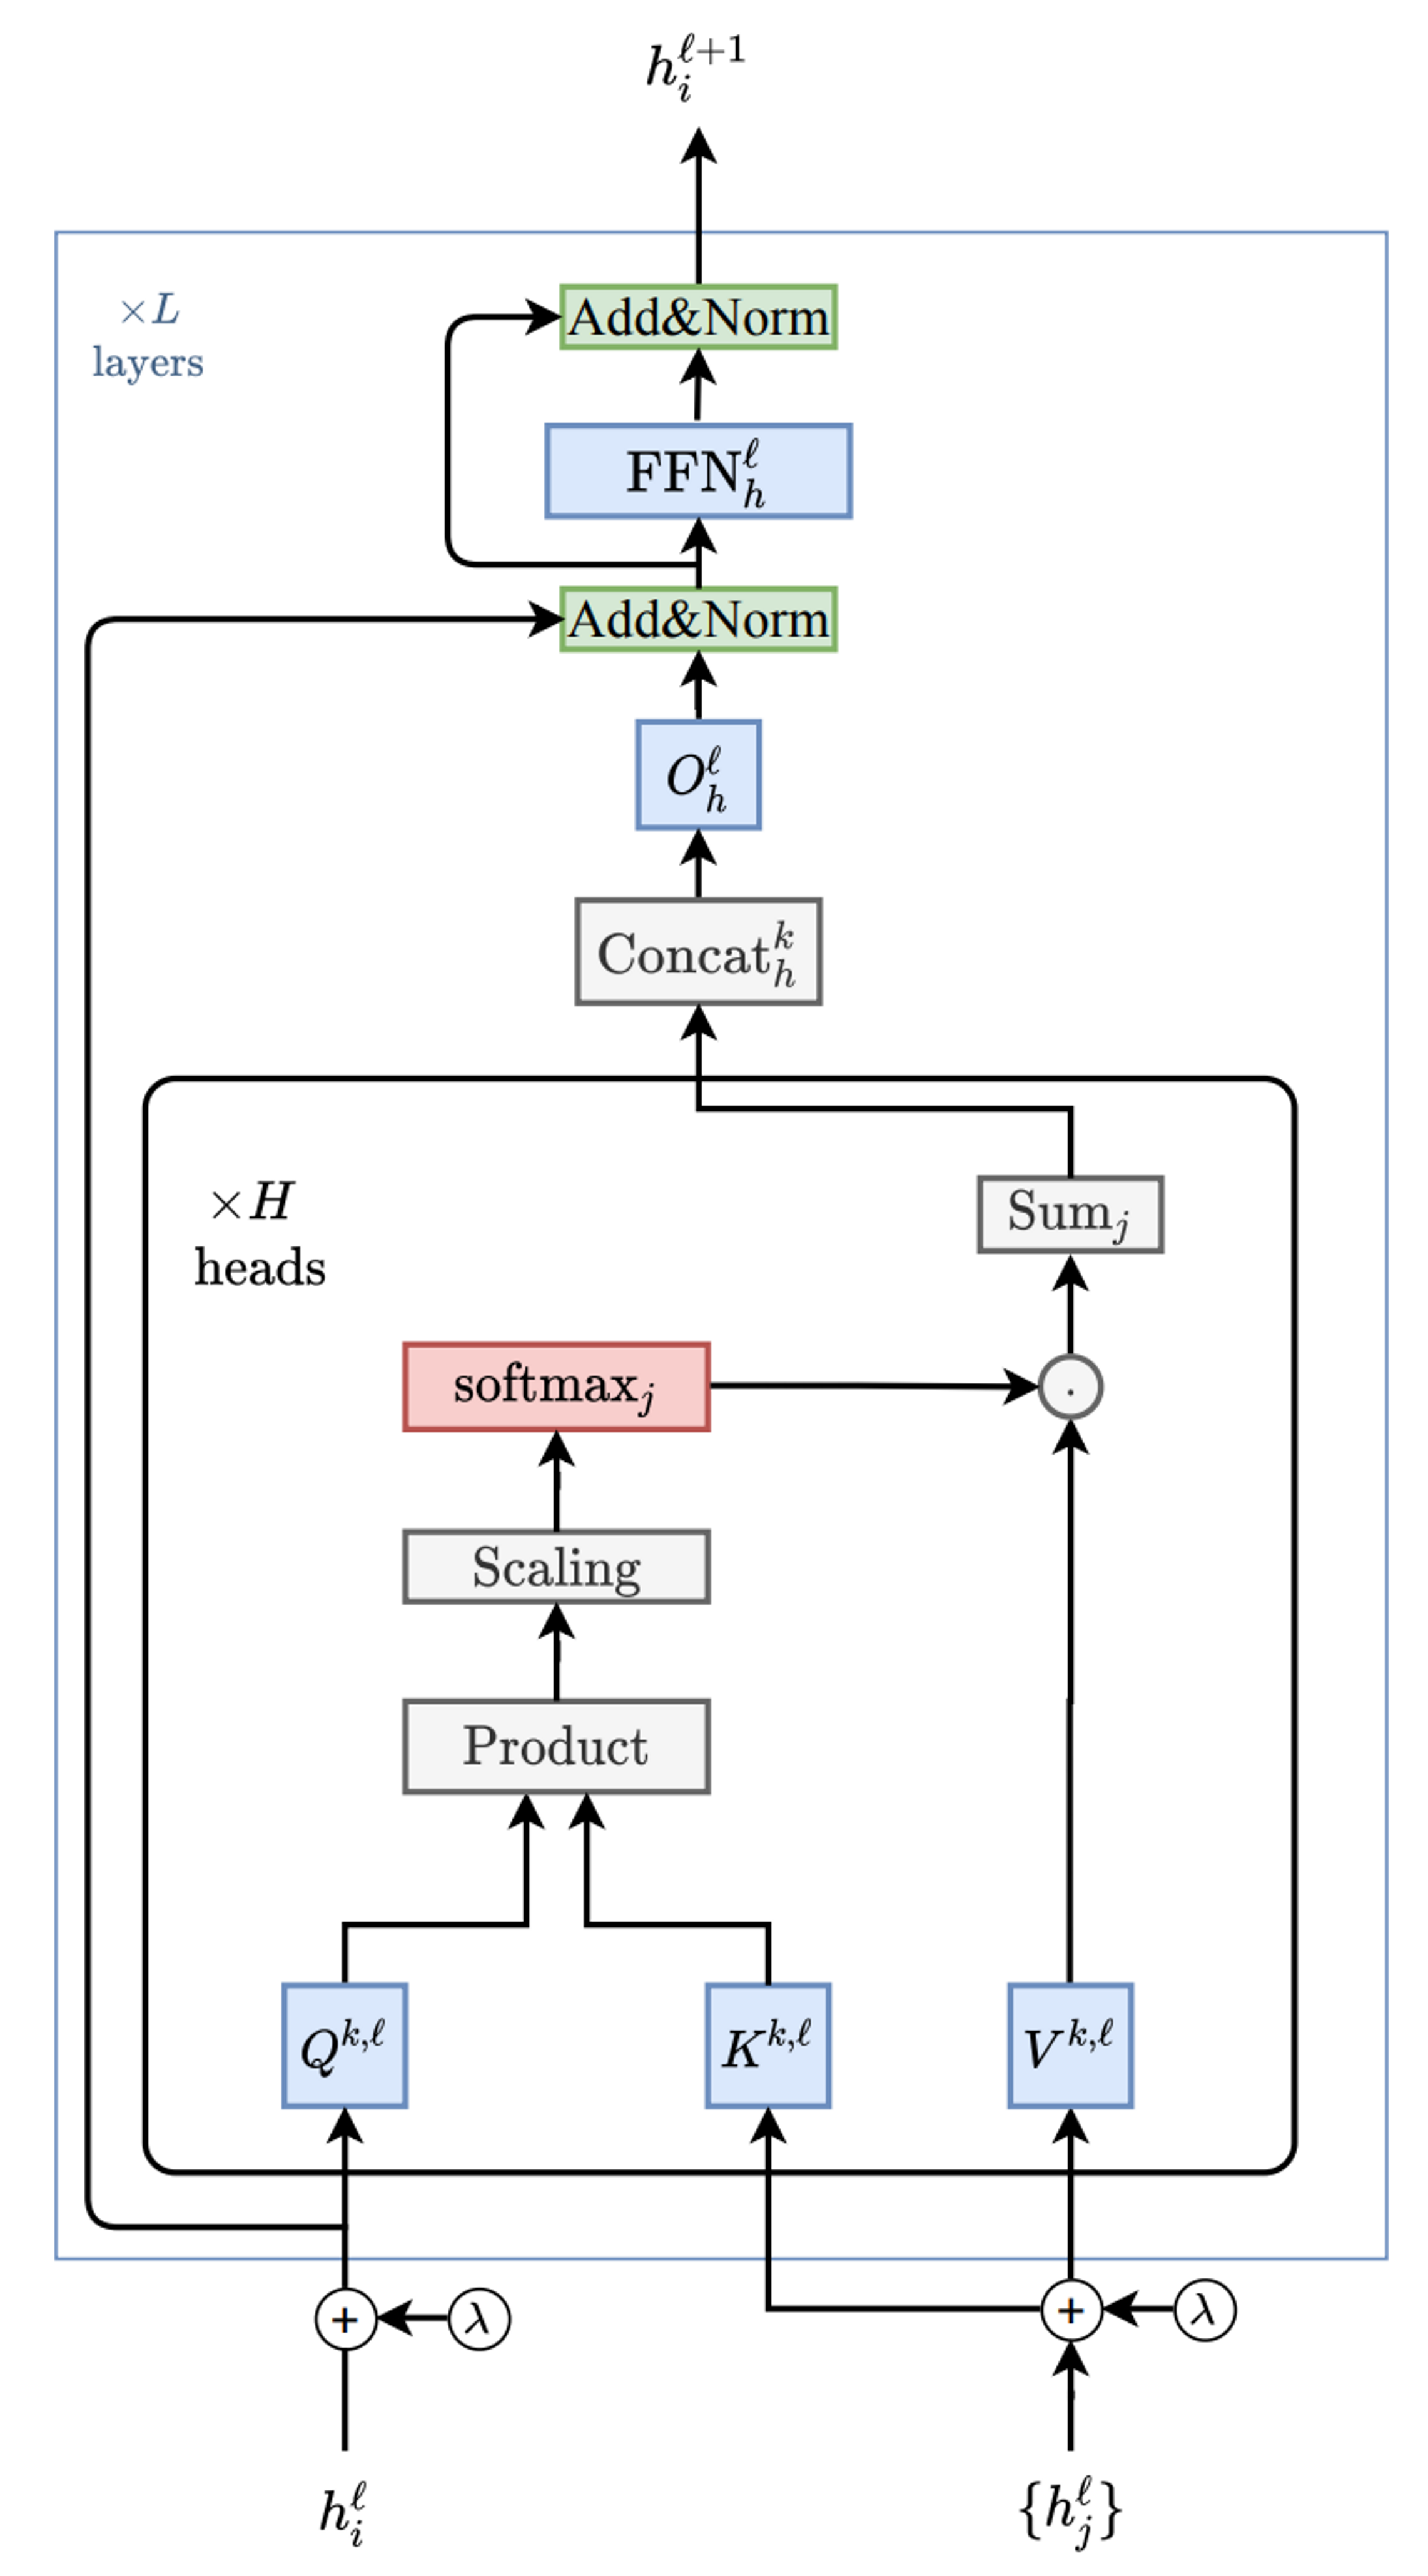 h_i^{ℓ+1}
×L
layers
Add&Norm
FFN_h^ℓ
Add&Norm
O_h^ℓ
Concat_h^k
×H
heads
Sum_j
softmax_j
.
Scaling
Product
Q^{k,ℓ}
K^{k,ℓ}
V^{k,ℓ}
+
λ
+
λ
h_i^ℓ
{h_j^ℓ}